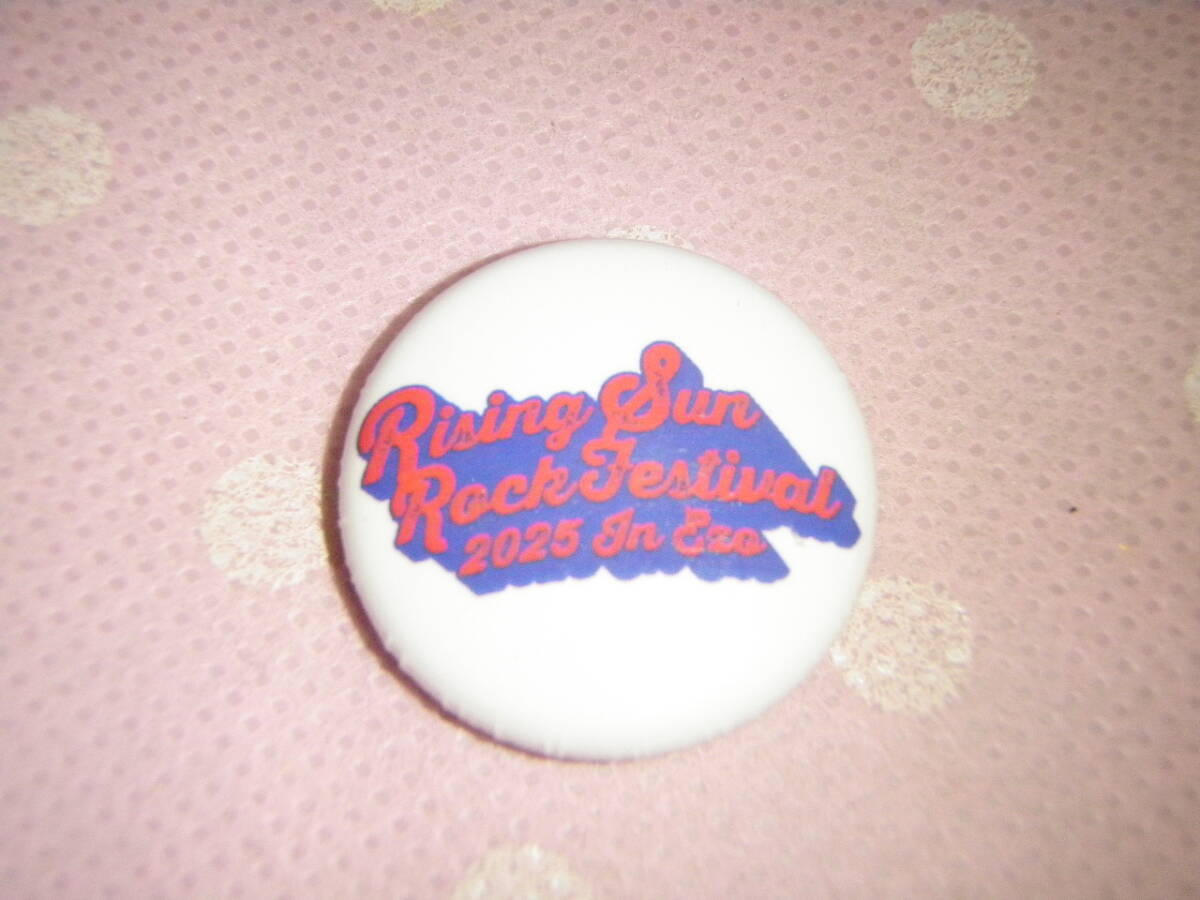 Rising Sun
Rock Festival
2025 In Ezo